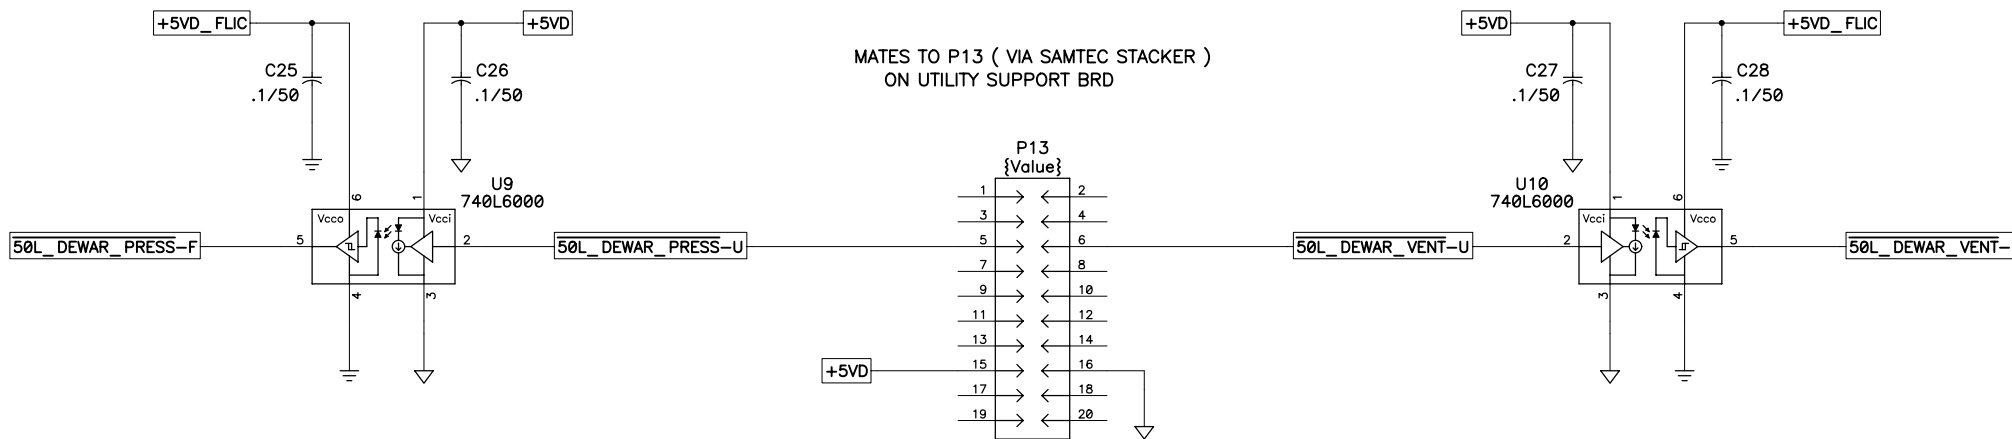 +5VD_FLIC
+5VD
C25
.1/50
C26
.1/50
MATES TO P13 ( VIA SAMTEC STACKER )
ON UTILITY SUPPORT BRD
+5VD
+5VD_FLIC
C27
.1/50
C28
.1/50
U9
740L6000
6
1
Vcco
Vcci
5
2
4
3
50L_DEWAR_PRESS-F
50L_DEWAR_PRESS-U
P13
{Value}
1 2
3 4
5 6
7 8
9 10
11 12
13 14
15 16
17 18
19 20
+5VD
U10
740L6000
1
6
Vcci
Vcco
2
5
3
4
50L_DEWAR_VENT-U
50L_DEWAR_VENT-